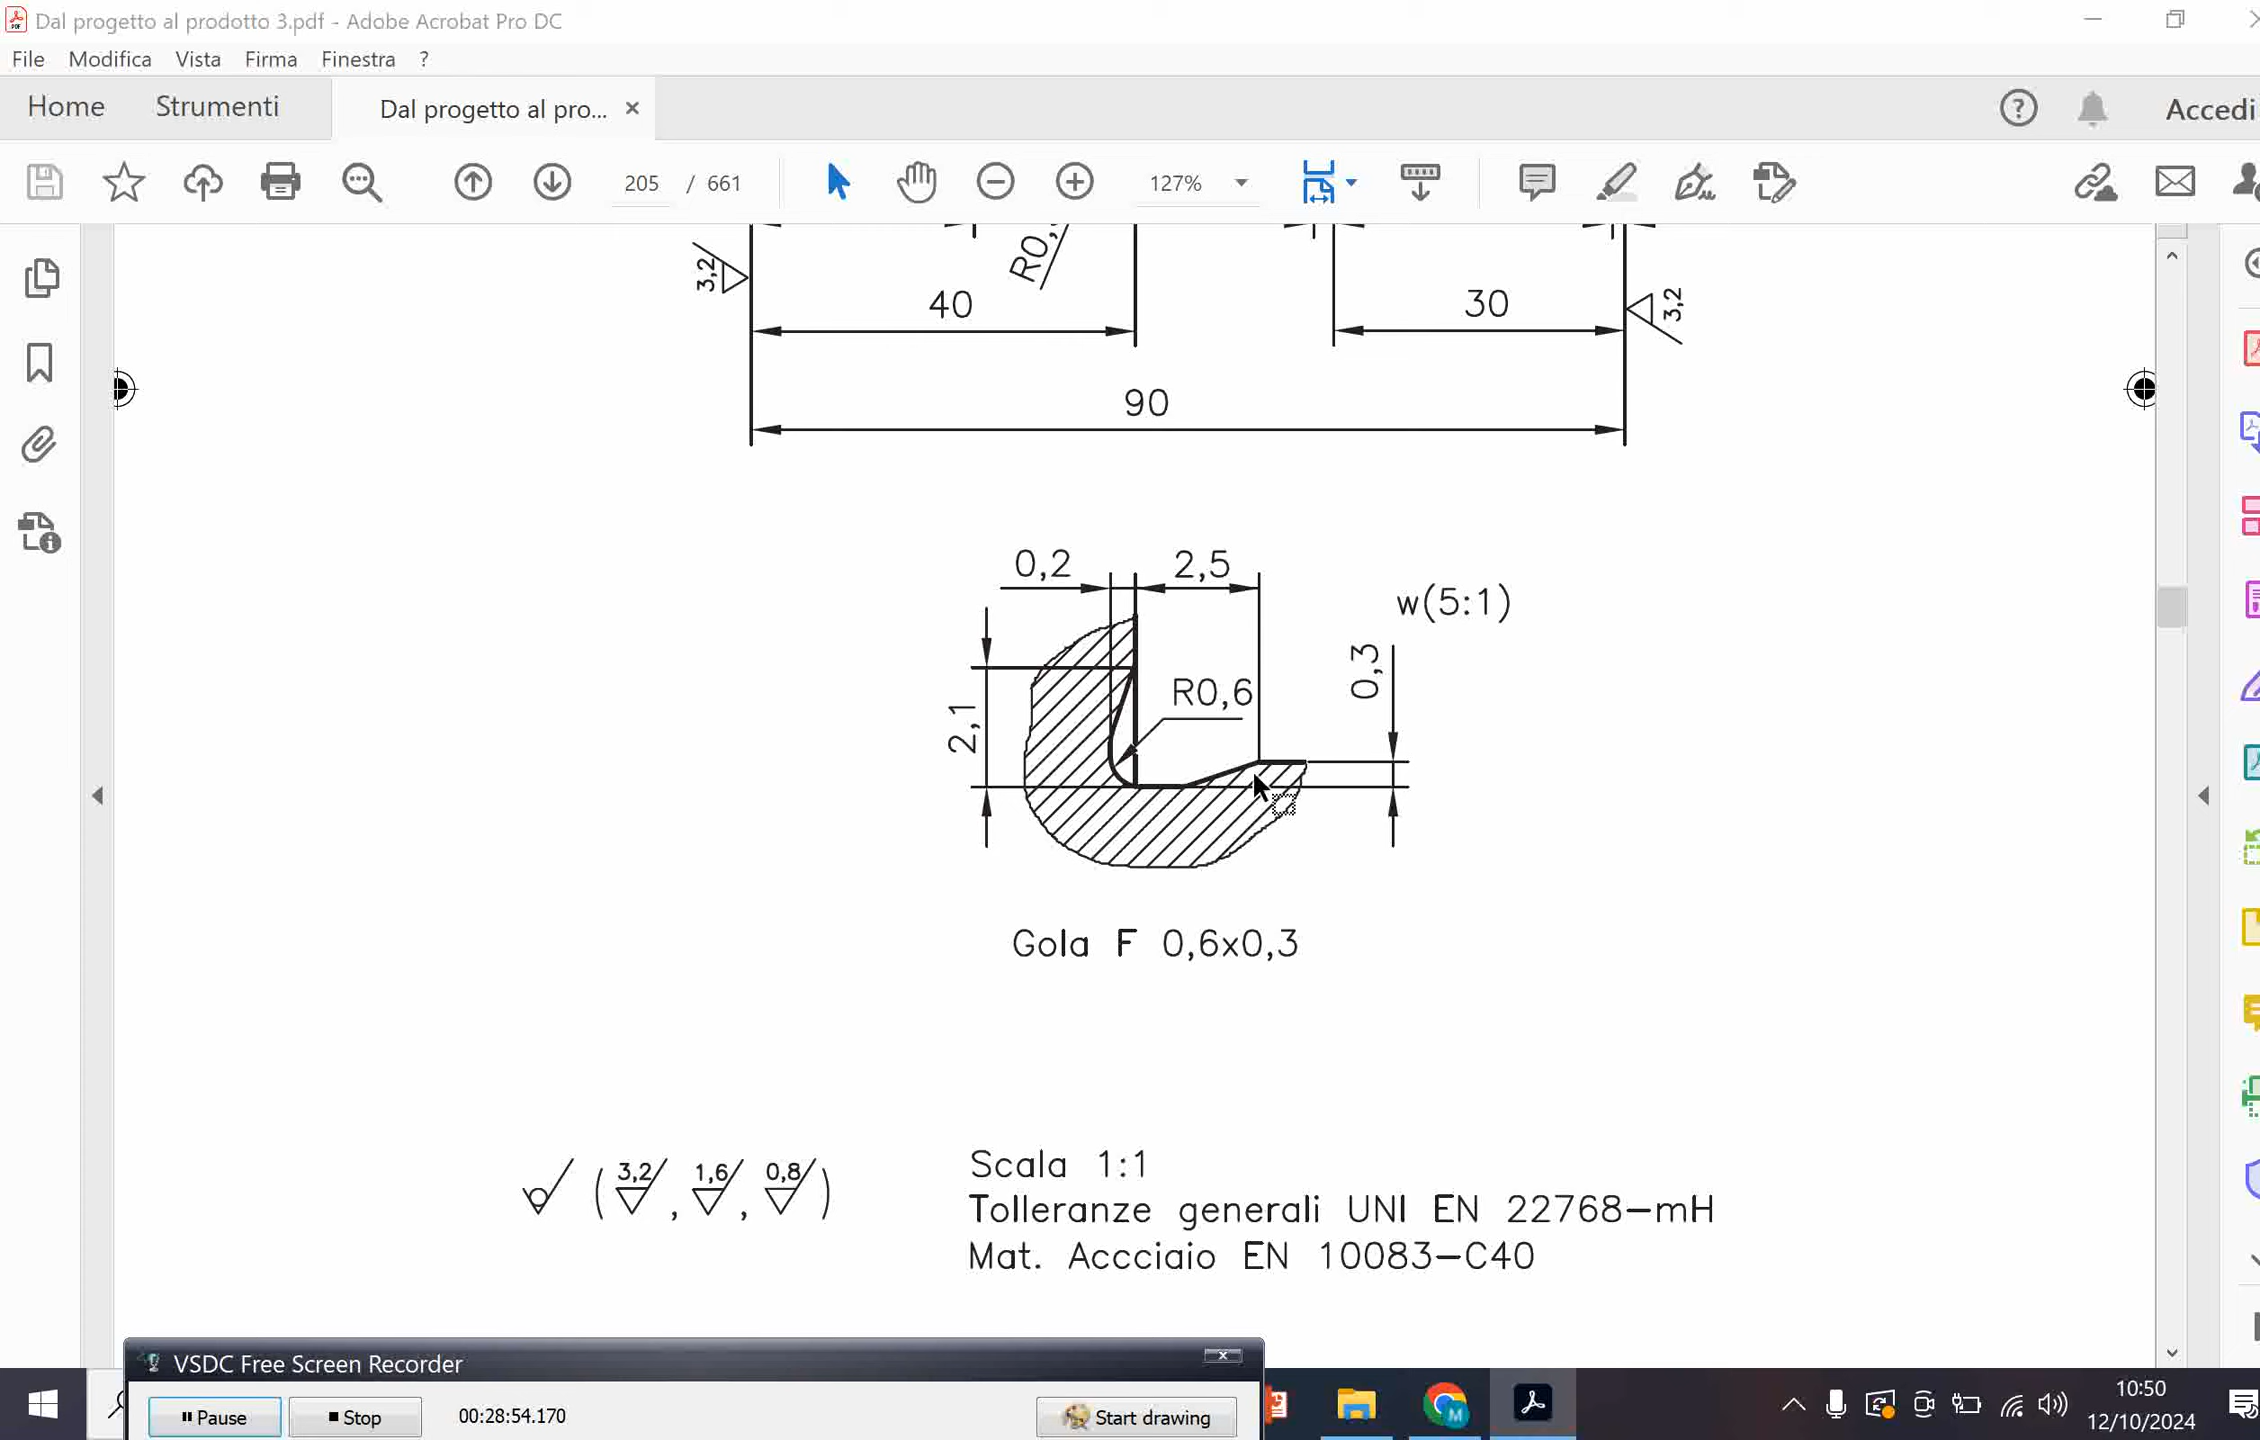 Dal progetto al prodotto 3.pdf - Adobe Acrobat Pro DC
File Modifica Vista Firma Finestra ?
Home Strumenti Dal progetto al pro... ×
Accedi
205 / 661
127%
3,2
R0,
40
30
3,2
90
0,2
2,5
w(5:1)
0,3
R0,6
2,1
Gola F 0,6x0,3
( 3,2 , 1,6 , 0,8 )
Scala 1:1
Tolleranze generali UNI EN 22768-mH
Mat. Accciaio EN 10083-C40
VSDC Free Screen Recorder
Pause Stop 00:28:54.170 Start drawing
M
10:50
12/10/2024